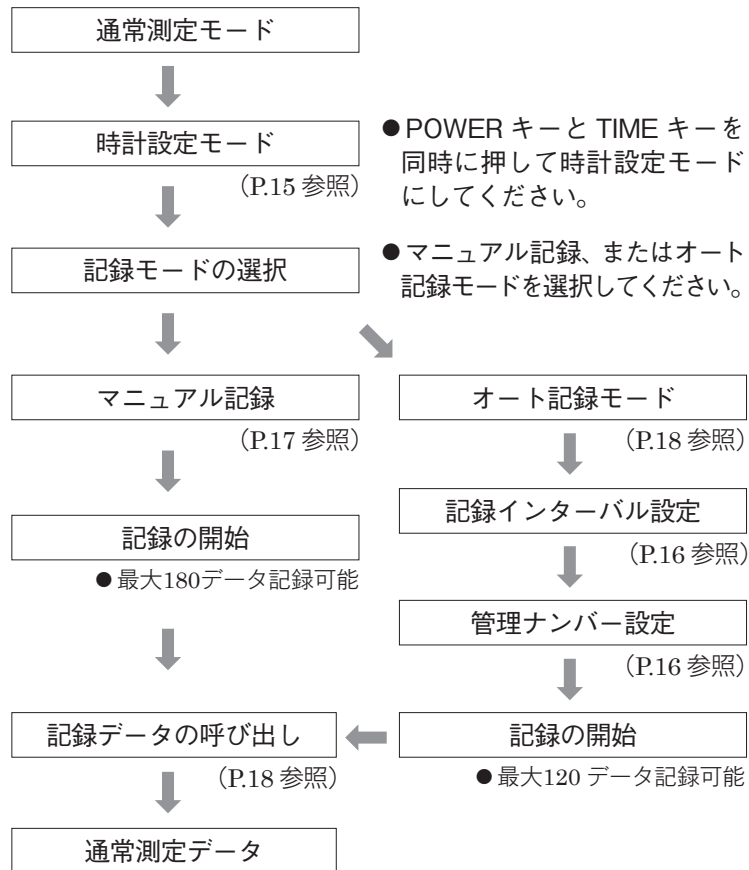 通常測定モード
時計設定モード
（P.15 参照）
●POWER キーと TIME キーを
同時に押して時計設定モード
にしてください。
記録モードの選択
●マニュアル記録、またはオート
記録モードを選択してください。
マニュアル記録
（P.17 参照）
記録の開始
●最大180データ記録可能
オート記録モード
（P.18 参照）
記録インターバル設定
（P.16 参照）
管理ナンバー設定
（P.16 参照）
記録の開始
●最大120 データ記録可能
記録データの呼び出し
（P.18 参照）
通常測定データ